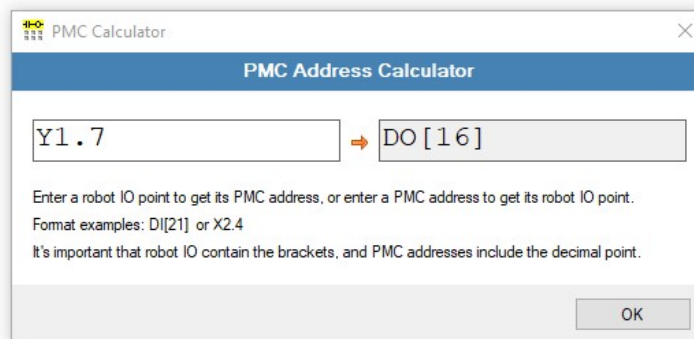 PMC Calculator
PMC Address Calculator
Y1.7
DO[16]
Enter a robot IO point to get its PMC address, or enter a PMC address to get its robot IO point.
Format examples: DI[21] or X2.4
It's important that robot IO contain the brackets, and PMC addresses include the decimal point.
OK